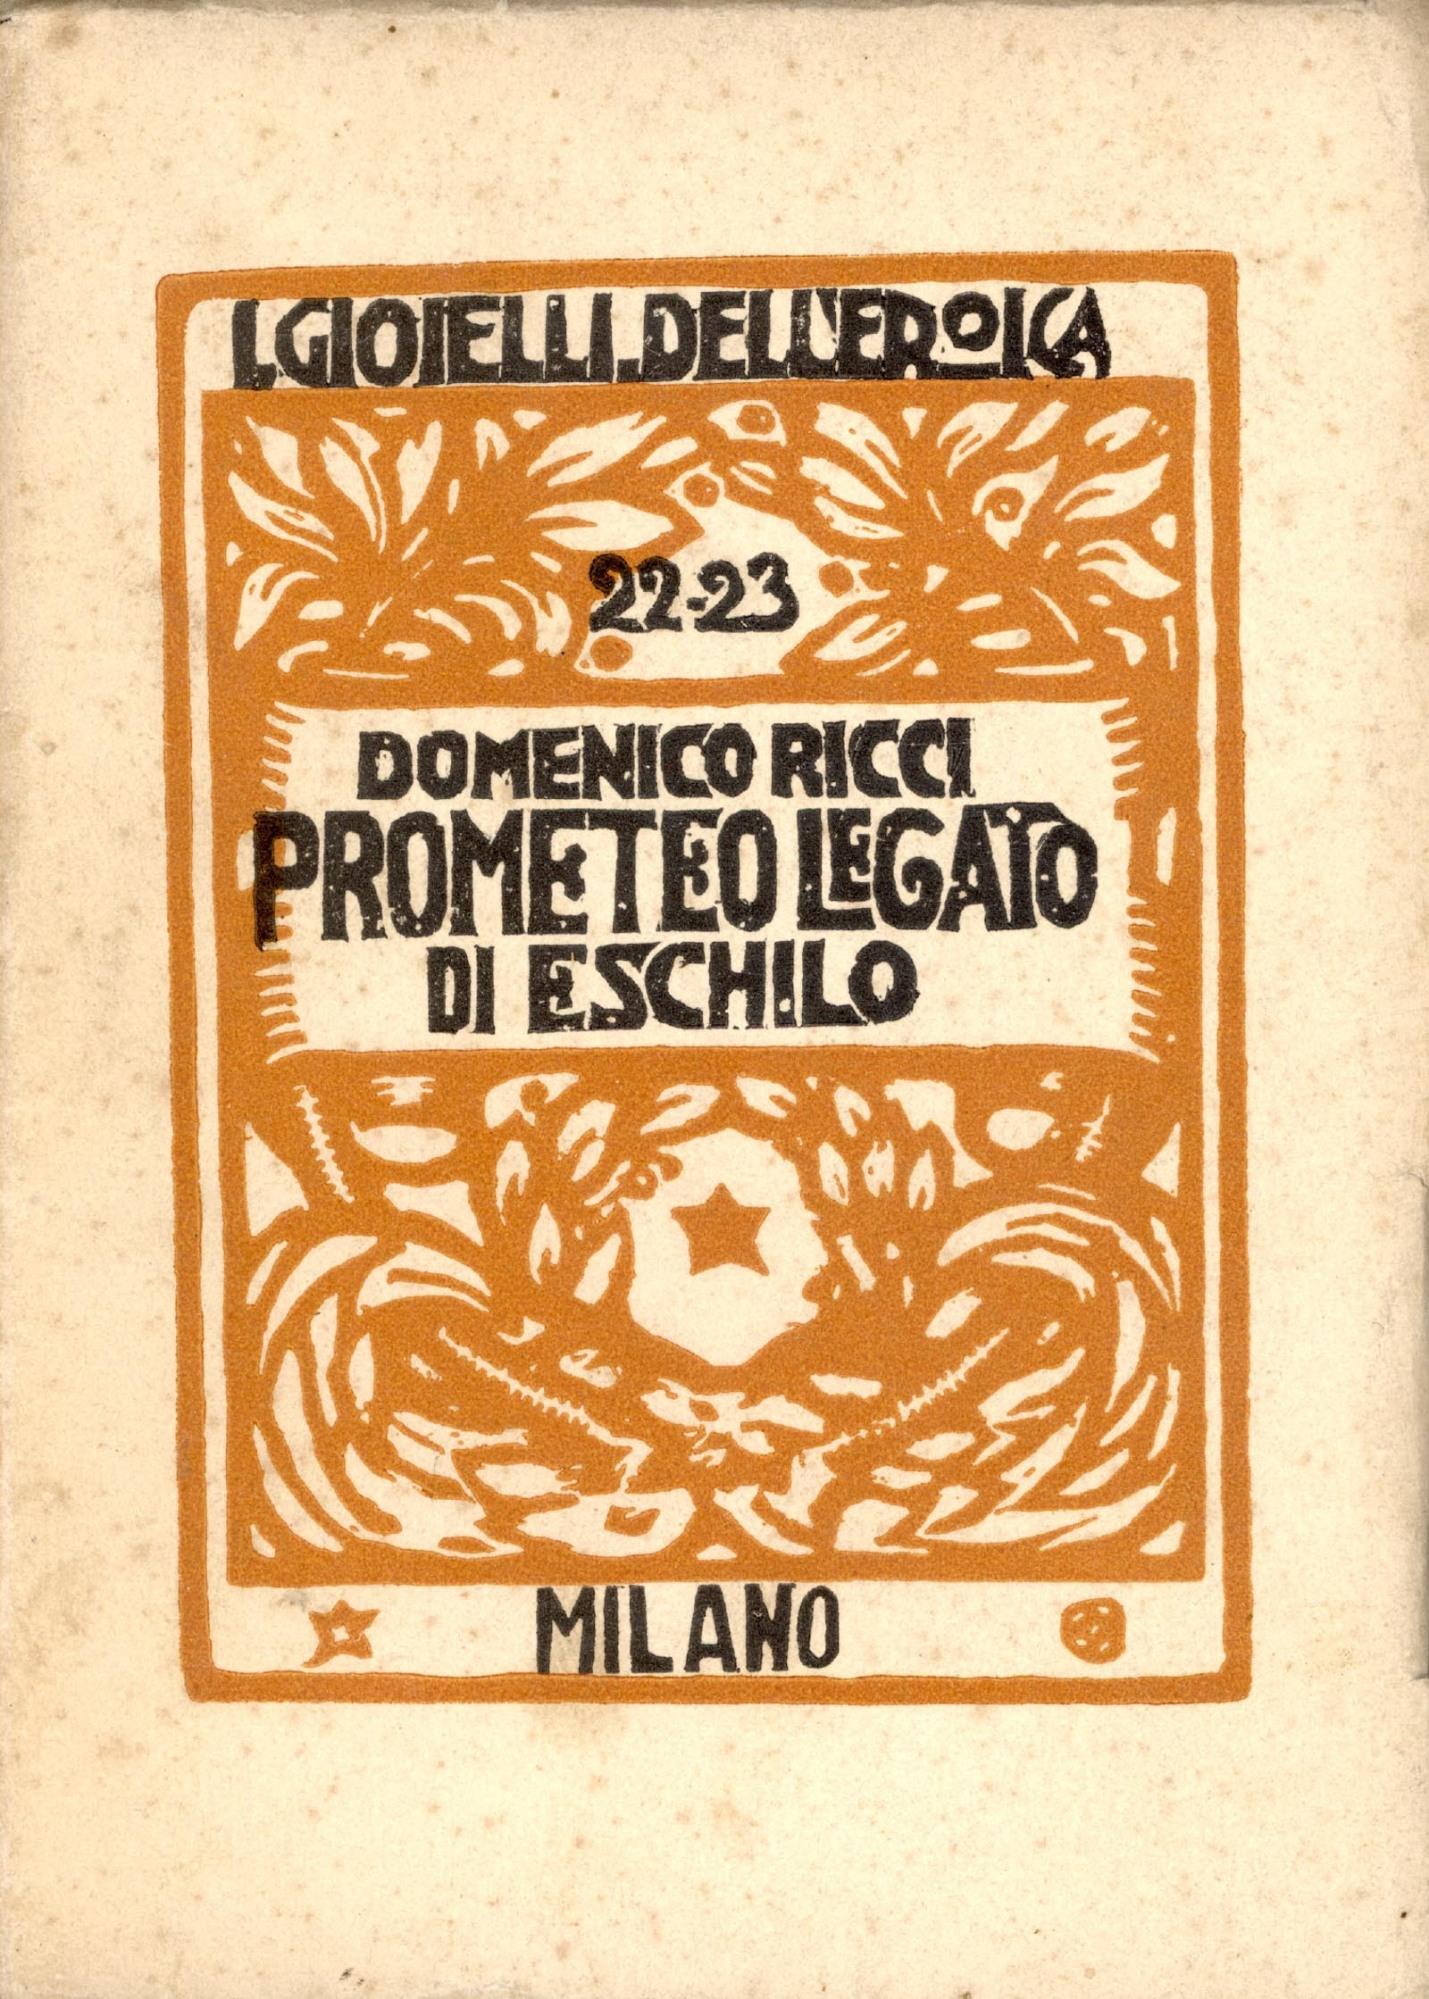 I.GIOIELLI.DELL'EROICA
22-23
DOMENICO RICCI
PROMETEO LEGATO
DI ESCHILO
MILANO